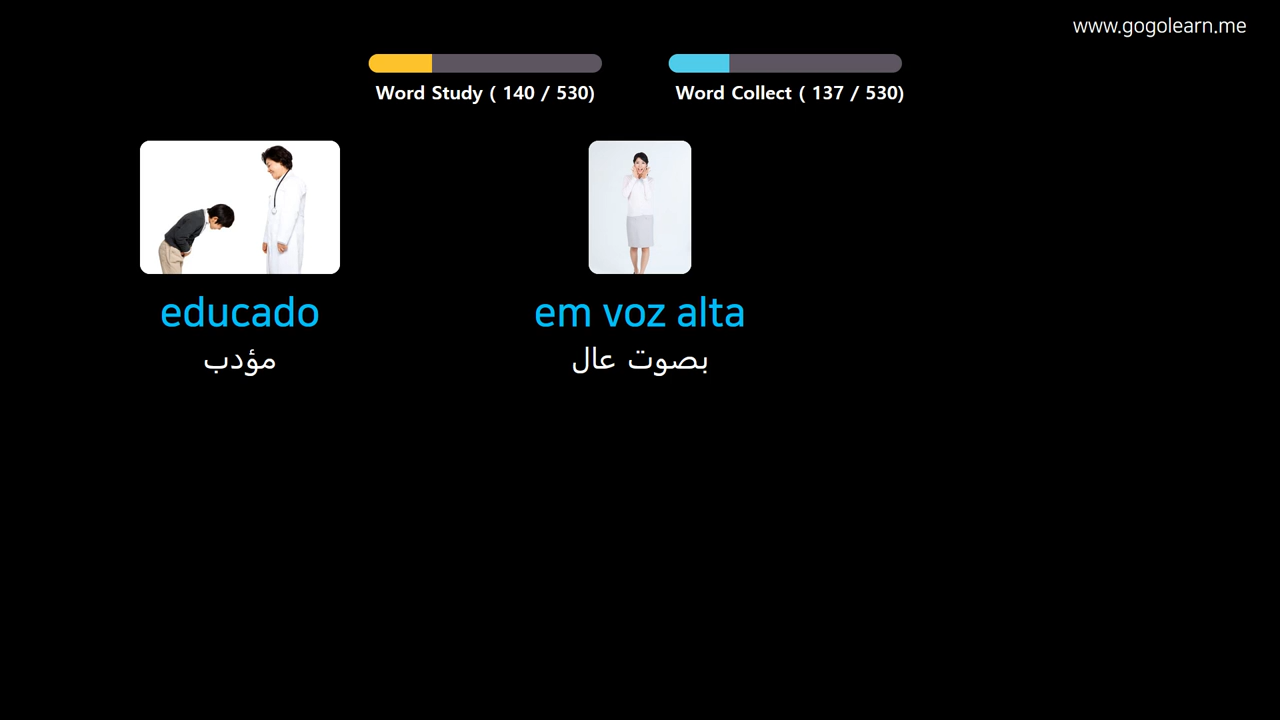 www.gogolearn.me
Word Study ( 140 / 530)
Word Collect ( 137 / 530)
educado
مؤدب
em voz alta
بصوت عال